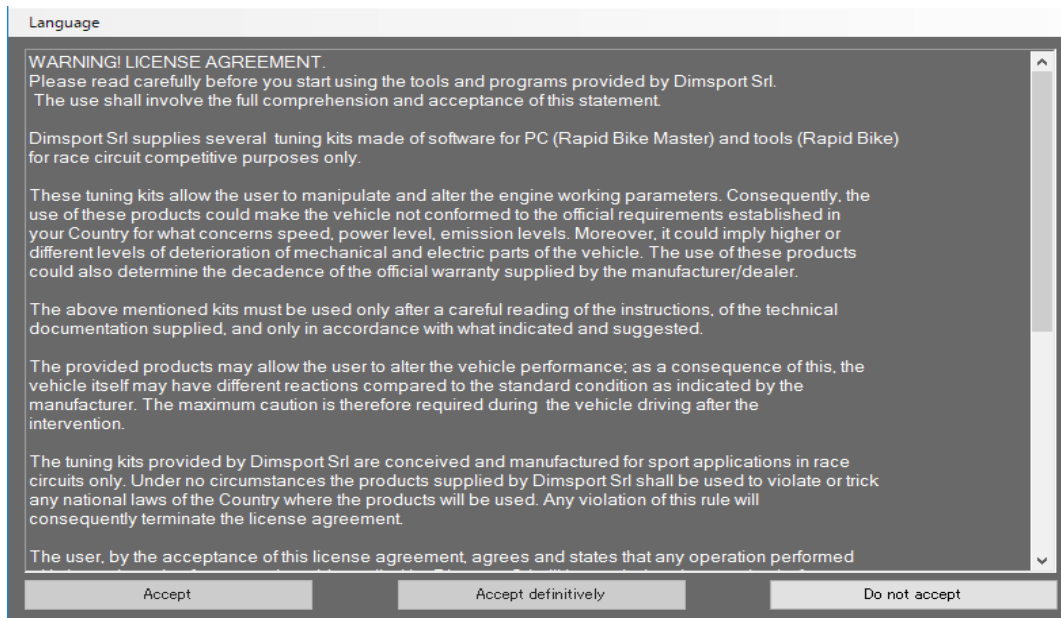 Language
WARNING! LICENSE AGREEMENT.
Please read carefully before you start using the tools and programs provided by Dimsport Srl.
The use shall involve the full comprehension and acceptance of this statement.
Dimsport Srl supplies several tuning kits made of software for PC (Rapid Bike Master) and tools (Rapid Bike)
for race circuit competitive purposes only.
These tuning kits allow the user to manipulate and alter the engine working parameters. Consequently, the
use of these products could make the vehicle not conformed to the official requirements established in
your Country for what concerns speed, power level, emission levels. Moreover, it could imply higher or
different levels of deterioration of mechanical and electric parts of the vehicle. The use of these products
could also determine the decadence of the official warranty supplied by the manufacturer/dealer.
The above mentioned kits must be used only after a careful reading of the instructions, of the technical
documentation supplied, and only in accordance with what indicated and suggested.
The provided products may allow the user to alter the vehicle performance; as a consequence of this, the
vehicle itself may have different reactions compared to the standard condition as indicated by the
manufacturer. The maximum caution is therefore required during the vehicle driving after the
intervention.
The tuning kits provided by Dimsport Srl are conceived and manufactured for sport applications in race
circuits only. Under no circumstances the products supplied by Dimsport Srl shall be used to violate or trick
any national laws of the Country where the products will be used. Any violation of this rule will
consequently terminate the license agreement.
The user, by the acceptance of this license agreement, agrees and states that any operation performed
Accept
Accept definitively
Do not accept